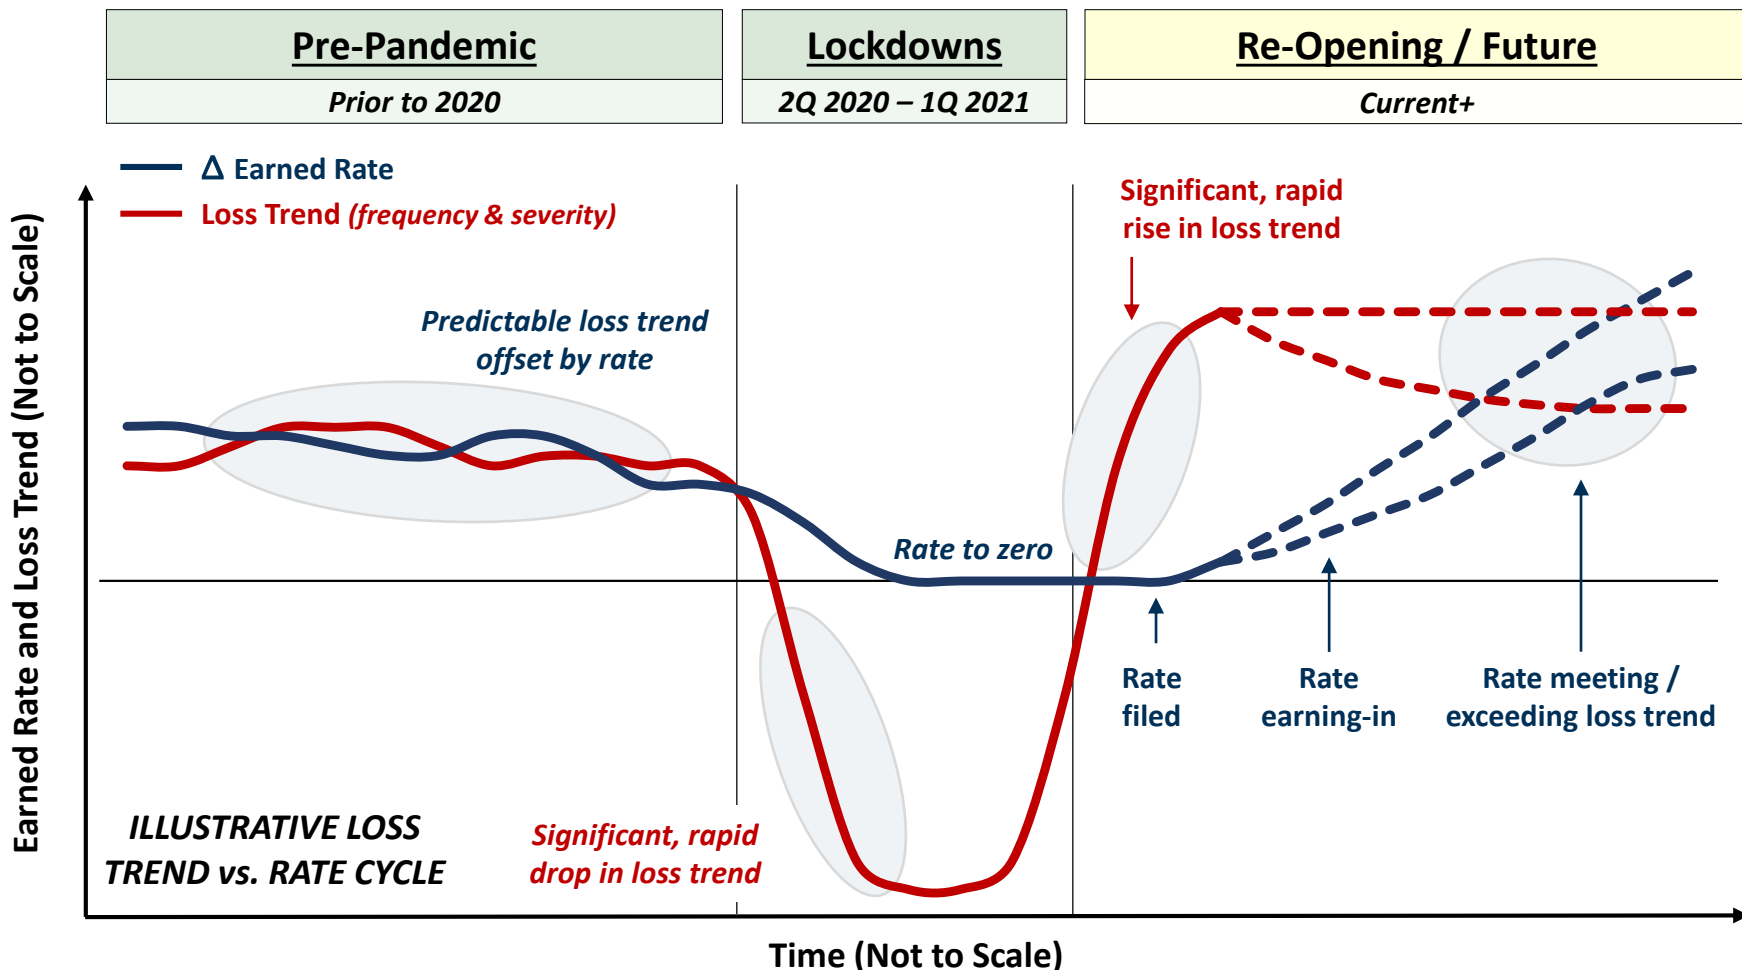 Pre-Pandemic
Prior to 2020
Lockdowns
2Q 2020 – 1Q 2021
Re-Opening / Future
Current+
Δ Earned Rate
Loss Trend (frequency & severity)
Earned Rate and Loss Trend (Not to Scale)
Predictable loss trend
offset by rate
Significant, rapid
rise in loss trend
Rate to zero
Rate
filed
Rate
earning-in
Rate meeting /
exceeding loss trend
Significant, rapid
drop in loss trend
ILLUSTRATIVE LOSS
TREND vs. RATE CYCLE
Time (Not to Scale)